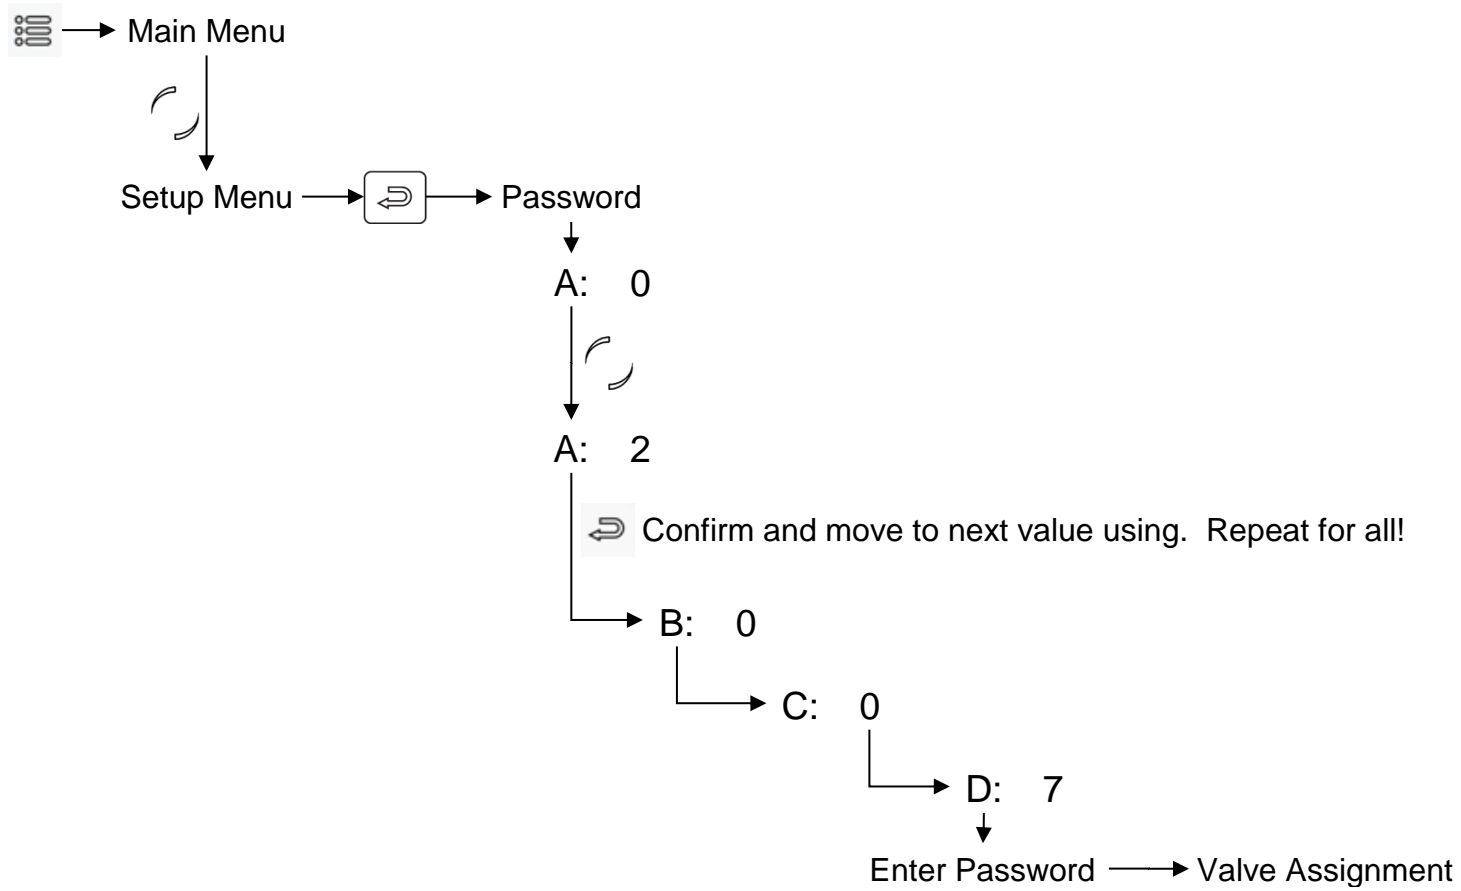 Main Menu
Setup Menu
Password
A: 0
A: 2
Confirm and move to next value using. Repeat for all!
B: 0
C: 0
D: 7
Enter Password
Valve Assignment